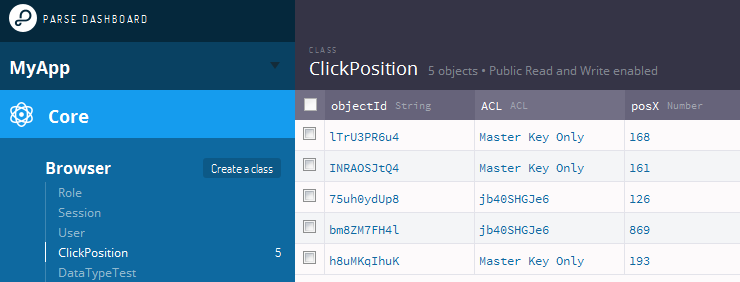 PARSE DASHBOARD
MyApp
Core
Browser
Create a class
Role
Session
User
ClickPosition 5
DataTypeTest
CLASS
ClickPosition 5 objects • Public Read and Write enabled
objectId String ACL ACL posX Number
lTrU3PR6u4 Master Key Only 168
INRAOSJtQ4 Master Key Only 161
75uh0ydUp8 jb40SHGJe6 126
bm8ZM7FH4l jb40SHGJe6 869
h8uMKqIhuK Master Key Only 193